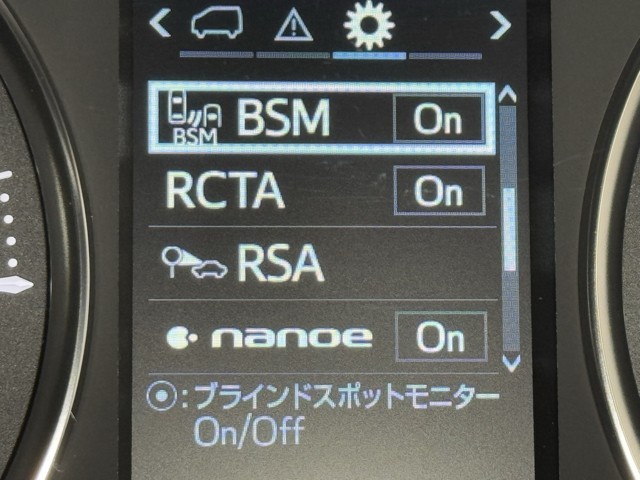 BSM BSM On
RCTA On
RSA
nanoe On
:ブラインドスポットモニター
On/Off